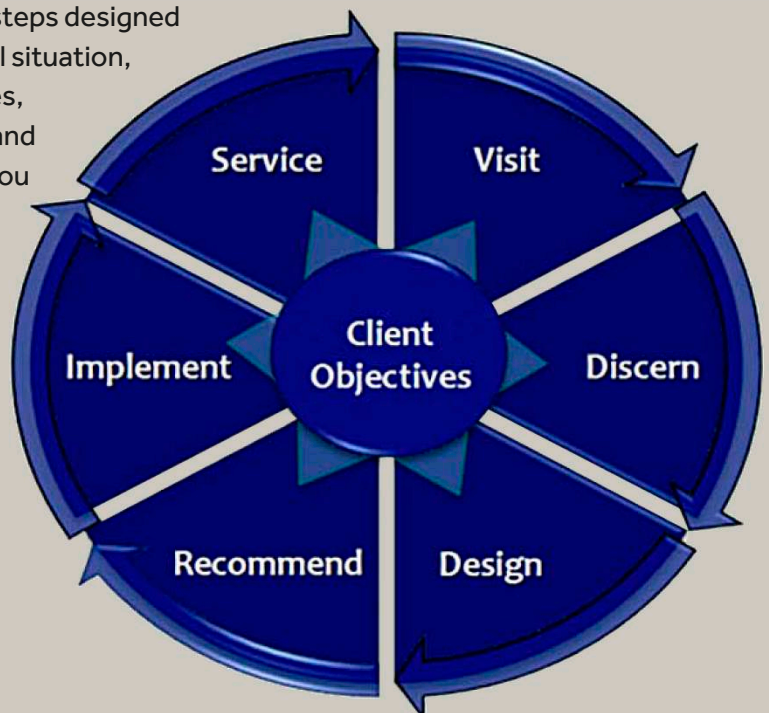 steps designed
l situation,
es,
and
ou
Service
Visit
Client
Objectives
Implement
Discern
Recommend
Design